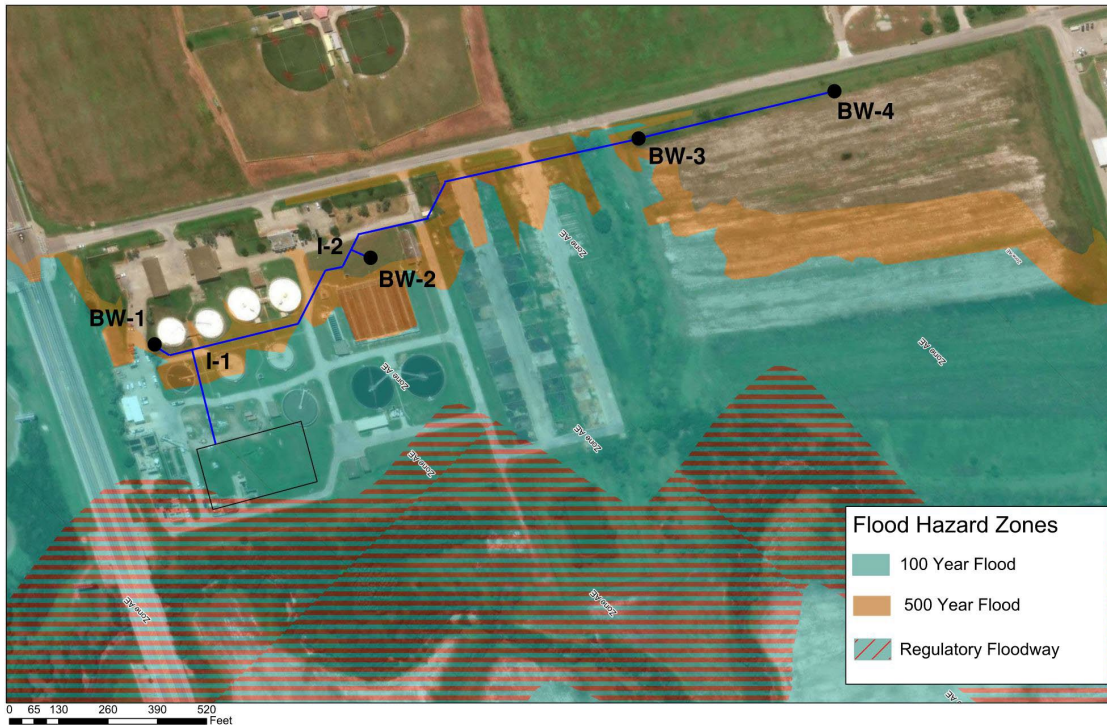 BW-4
BW-3
Zone AE
I-2
BW-2
Zone AE
BW-1
Zone AE
I-1
Zone AE
Zone AE
Zone AE
Zone AE
Zone AE
Zone AE
Flood Hazard Zones
100 Year Flood
500 Year Flood
Regulatory Floodway
0 65 130 260 390 520
Feet